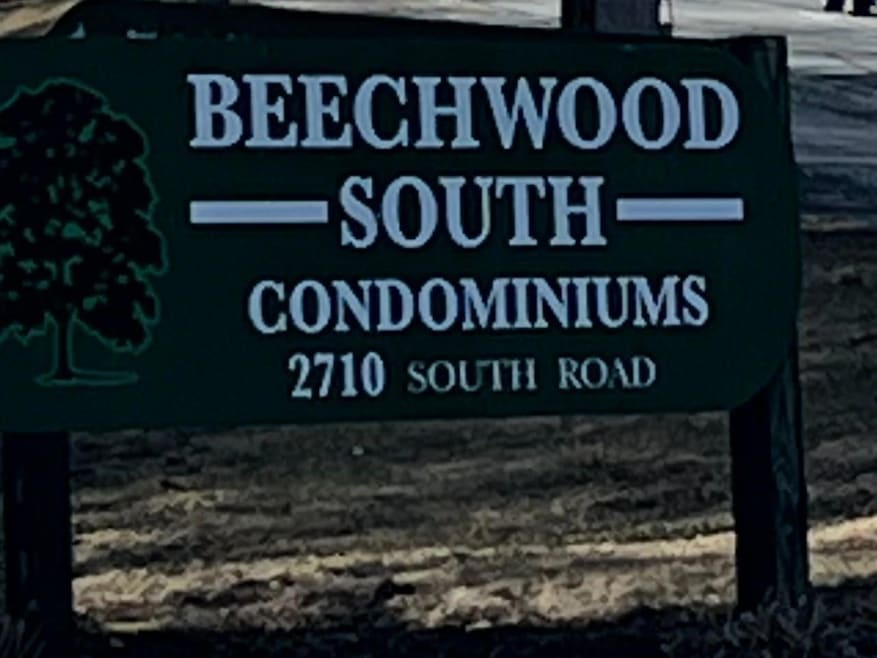 BEECHWOOD
SOUTH
CONDOMINIUMS
2710 SOUTH ROAD